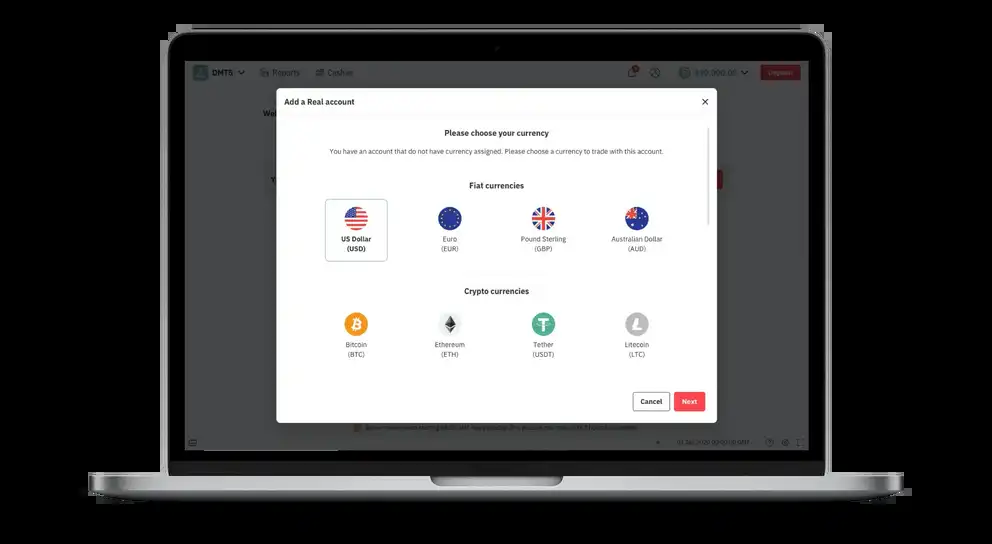 DMT5
Reports
Cashier
Deposit
Add a Real account
Please choose your currency
You have an account that do not have currency assigned. Please choose a currency to trade with this account.
Fiat currencies
US Dollar
(USD)
Euro
(EUR)
Pound Sterling
(GBP)
Australian Dollar
(AUD)
Crypto currencies
Bitcoin
(BTC)
Ethereum
(ETH)
Tether
(USDT)
Litecoin
(LTC)
Cancel
Next